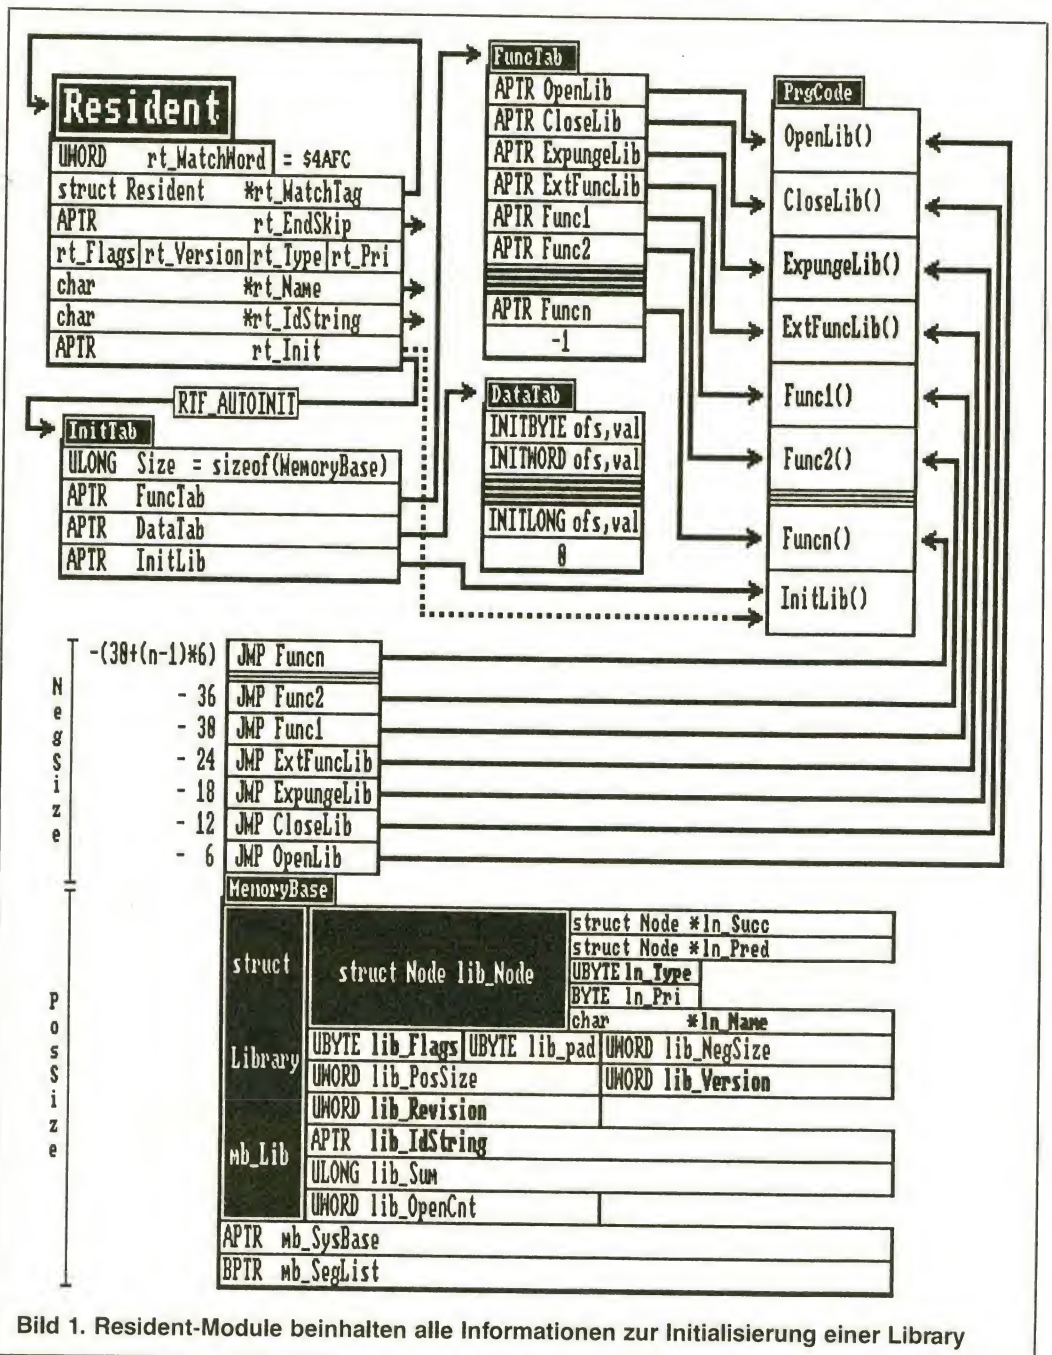 Resident
UWORD rt_MatchWord = $4AFC
struct Resident *rt_MatchTag
APTR rt_EndSkip
rt_Flags rt_Version rt_Type rt_Pri
char *rt_Name
char *rt_IdString
APTR rt_Init
RTF_AUTOINIT
InitTab
ULONG Size = sizeof(MemoryBase)
APTR FuncTab
APTR DataTab
APTR InitLib
FuncTab
APTR OpenLib
APTR CloseLib
APTR ExpungeLib
APTR ExtFuncLib
APTR Func1
APTR Func2
APTR Funcn
-1
DataTab
INITBYTE ofs,val
INITWORD ofs,val
INITLONG ofs,val
0
PrgCode
OpenLib()
CloseLib()
ExpungeLib()
ExtFuncLib()
Func1()
Func2()
Funcn()
InitLib()
NegSize
-(30+(n-1)*6) JMP Funcn
- 36 JMP Func2
- 30 JMP Func1
- 24 JMP ExtFuncLib
- 18 JMP ExpungeLib
- 12 JMP CloseLib
- 6 JMP OpenLib
PosSize
MemoryBase
struct Library mb_Lib
struct Node lib_Node
struct Node *ln_Succ
struct Node *ln_Pred
UBYTE ln_Type
BYTE ln_Pri
char *ln_Name
UBYTE lib_Flags UBYTE lib_pad UWORD lib_NegSize
UWORD lib_PosSize UWORD lib_Version
UWORD lib_Revision
APTR lib_IdString
ULONG lib_Sum
UWORD lib_OpenCnt
APTR mb_SysBase
BPTR mb_SegList
Bild 1. Resident-Module beinhalten alle Informationen zur Initialisierung einer Library